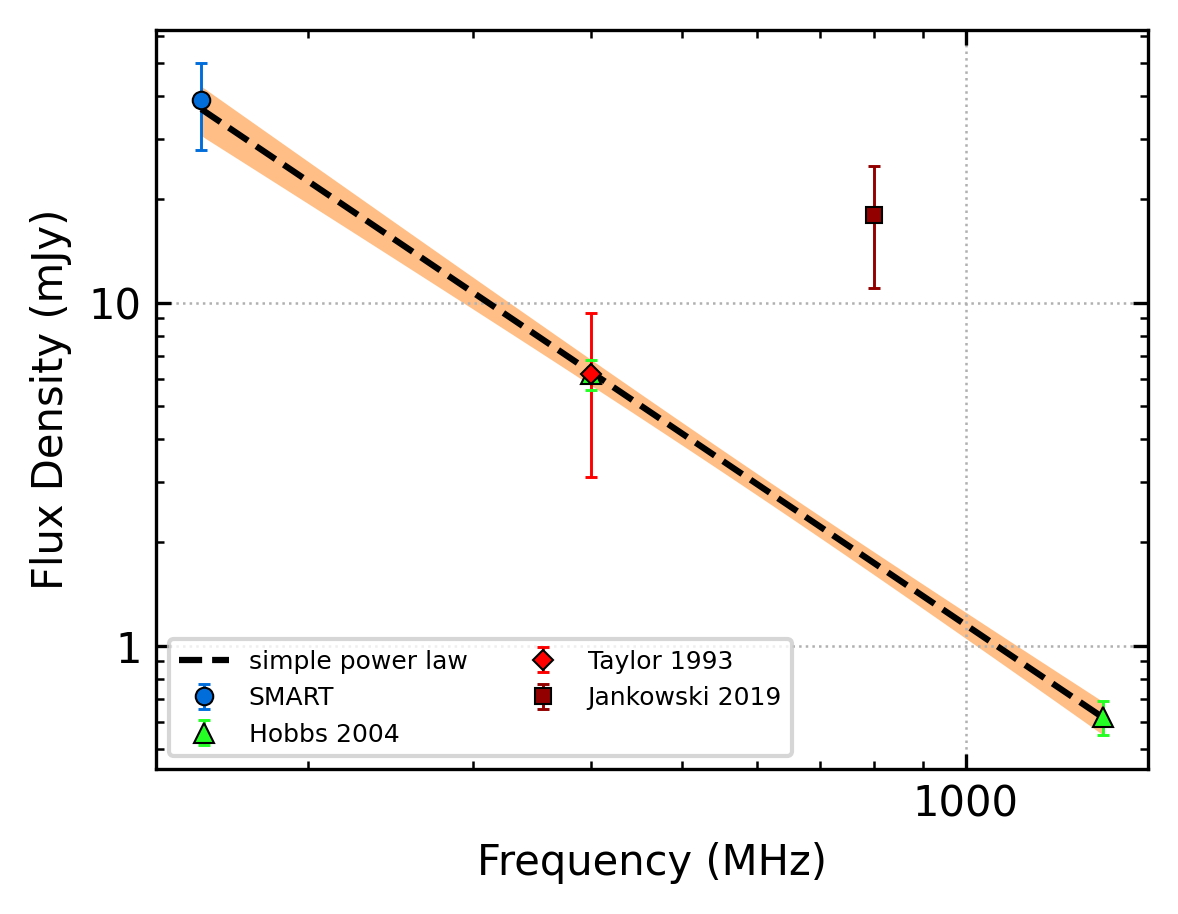 Flux Density (mJy)
10
1
simple power law
SMART
Hobbs 2004
Taylor 1993
Jankowski 2019
1000
Frequency (MHz)